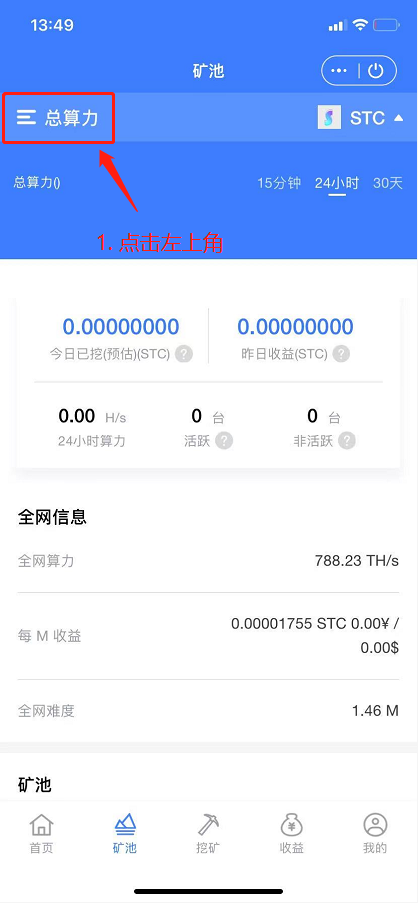 13:49
矿池
总算力
STC
总算力()
15分钟 24小时 30天
1. 点击左上角
0.00000000 0.00000000
今日已挖(预估)(STC) ? 昨日收益(STC) ?
0.00 H/s 0 台 0 台
24小时算力 活跃 ? 非活跃 ?
全网信息
全网算力 788.23 TH/s
每 M 收益 0.00001755 STC 0.00¥ /
0.00$
全网难度 1.46 M
矿池
首页 矿池 挖矿 收益 我的